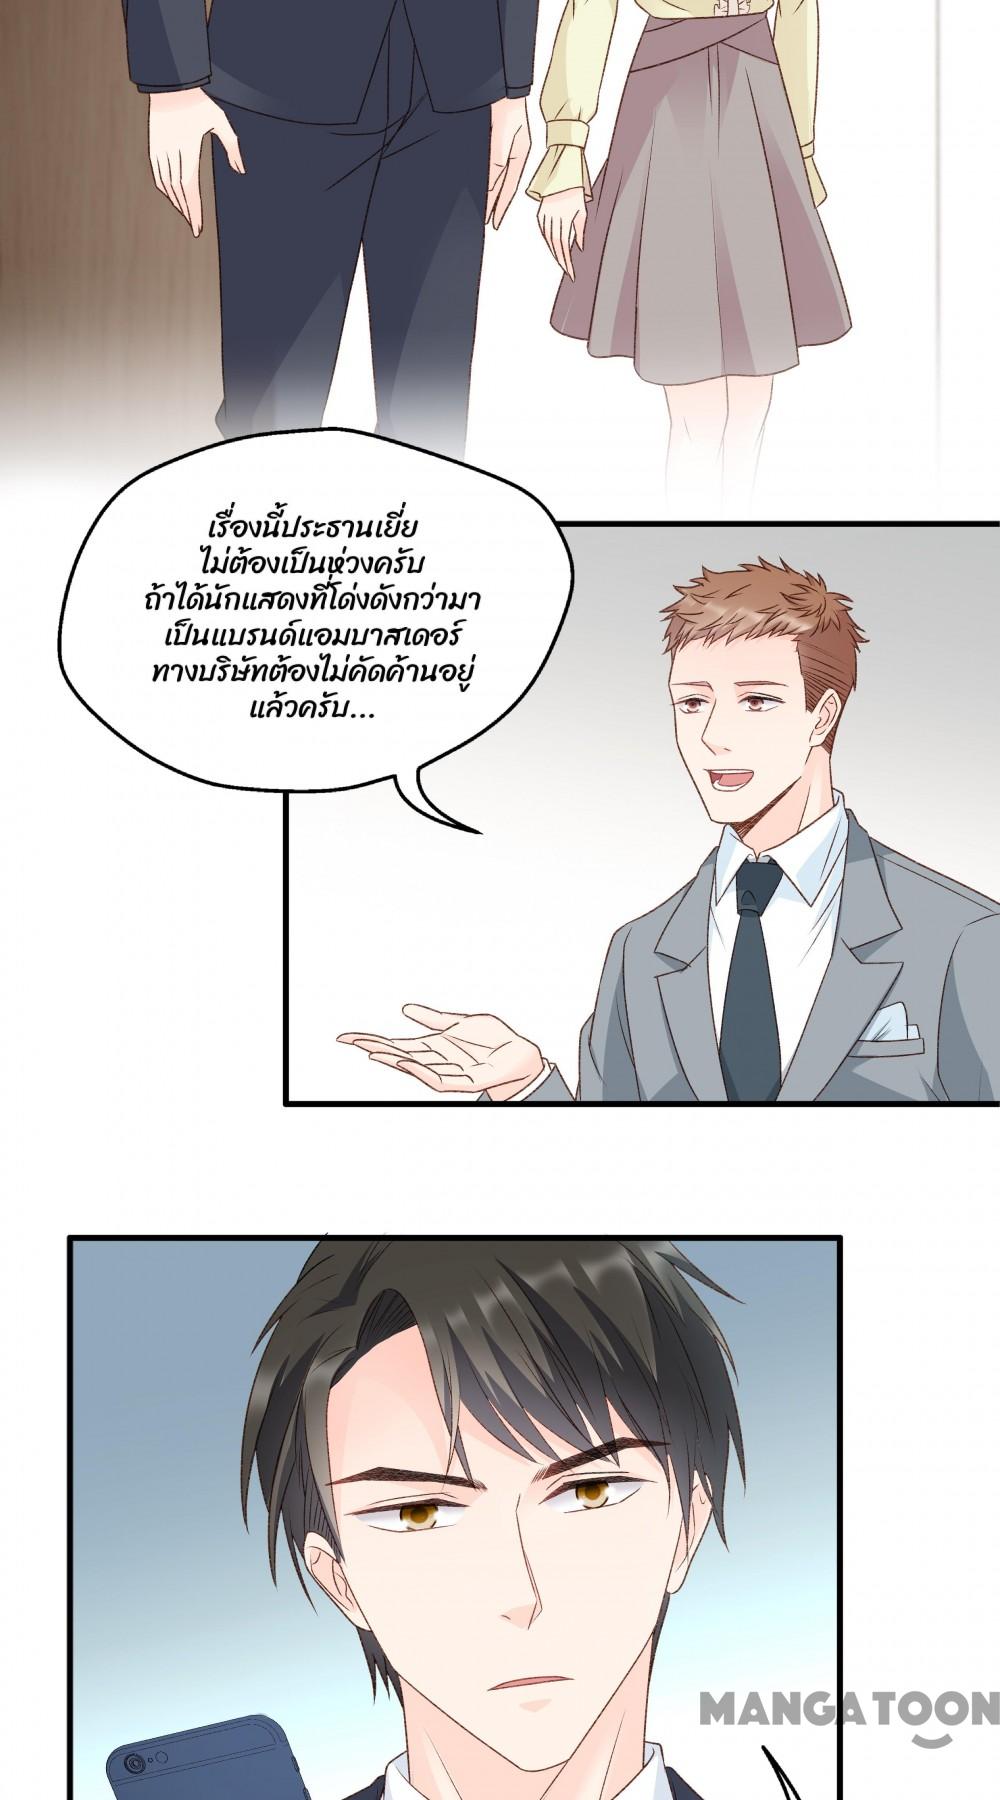 เรื่องนี้ประธานเยี่ย
ไม่ต้องเป็นห่วงครับ
ถ้าได้นักแสดงที่โด่งดังกว่ามา
เป็นแบรนด์แอมบาสเดอร์
ทางบริษัทต้องไม่คัดค้านอยู่
แล้วครับ...
MANGATOON